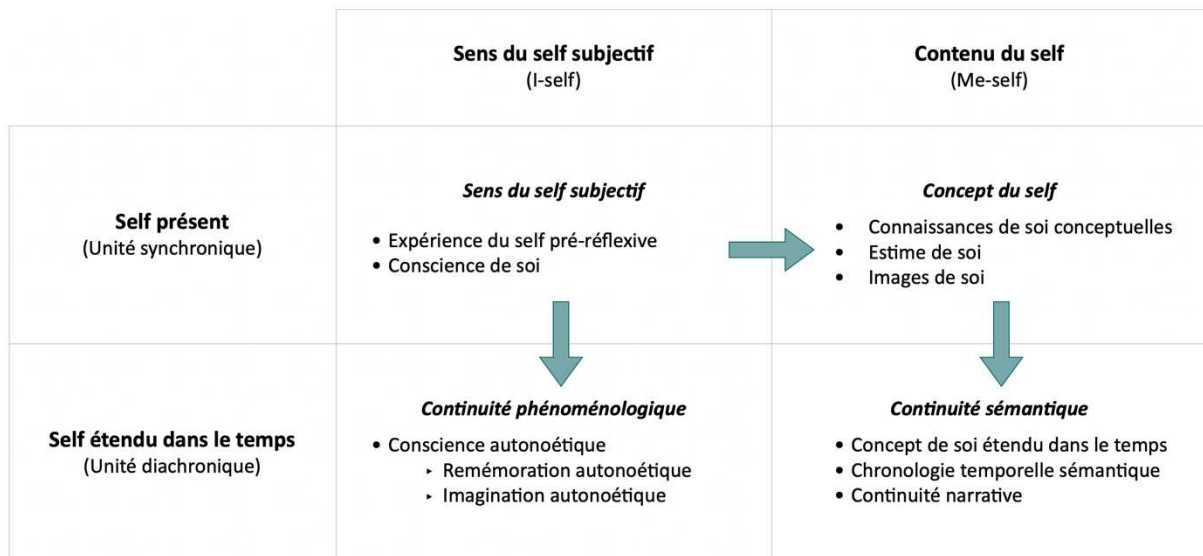 Sens du self subjectif
(I-self)
Contenu du self
(Me-self)
Self présent
(Unité synchronique)
Sens du self subjectif
• Expérience du self pré-réflexive
• Conscience de soi
Concept du self
• Connaissances de soi conceptuelles
• Estime de soi
• Images de soi
Self étendu dans le temps
(Unité diachronique)
Continuité phénoménologique
• Conscience autonoétique
‣ Remémoration autonoétique
‣ Imagination autonoétique
Continuité sémantique
• Concept de soi étendu dans le temps
• Chronologie temporelle sémantique
• Continuité narrative